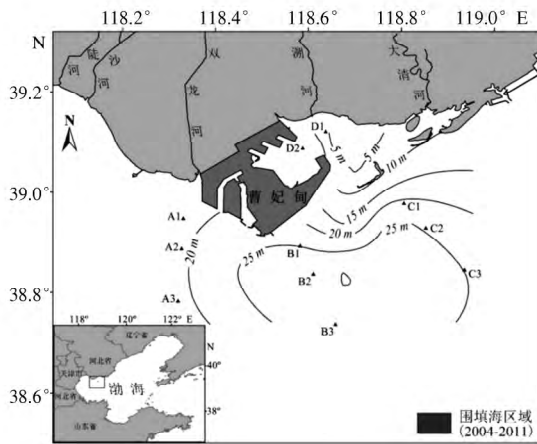 118.2° 118.4° 118.6° 118.8° 119.0° E
N
39.2°
39.0°
38.8°
38.6°
N
陡河
沙河
双龙河
溯河
大清河
曹妃甸
D1
D2
5 m
5 m
10 m
15 m
20 m
25 m
20 m
25 m
A1
A2
A3
B1
B2
B3
C1
C2
C3
118° 120° 122° E
N
40°
38°
辽宁省
河北省
天津市
河北省
山东省
渤海
围填海区域
(2004-2011)